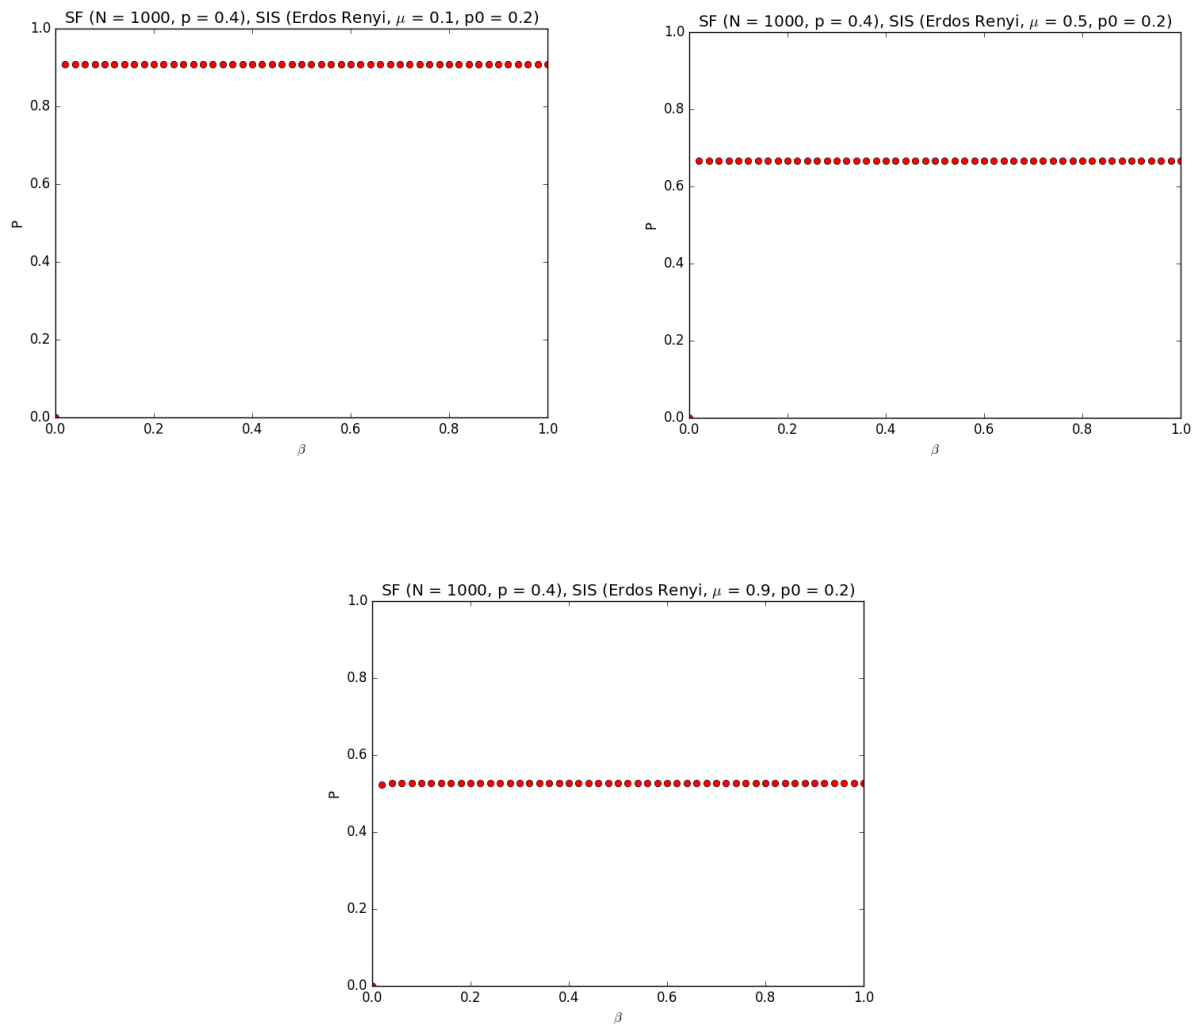 SF (N = 1000, p = 0.4), SIS (Erdos Renyi, μ = 0.1, p0 = 0.2)
1.0
0.8
0.6
P
0.4
0.2
0.0
0.0 0.2 0.4 0.6 0.8 1.0
β
SF (N = 1000, p = 0.4), SIS (Erdos Renyi, μ = 0.5, p0 = 0.2)
1.0
0.8
0.6
P
0.4
0.2
0.0
0.0 0.2 0.4 0.6 0.8 1.0
β
SF (N = 1000, p = 0.4), SIS (Erdos Renyi, μ = 0.9, p0 = 0.2)
1.0
0.8
0.6
P
0.4
0.2
0.0
0.0 0.2 0.4 0.6 0.8 1.0
β